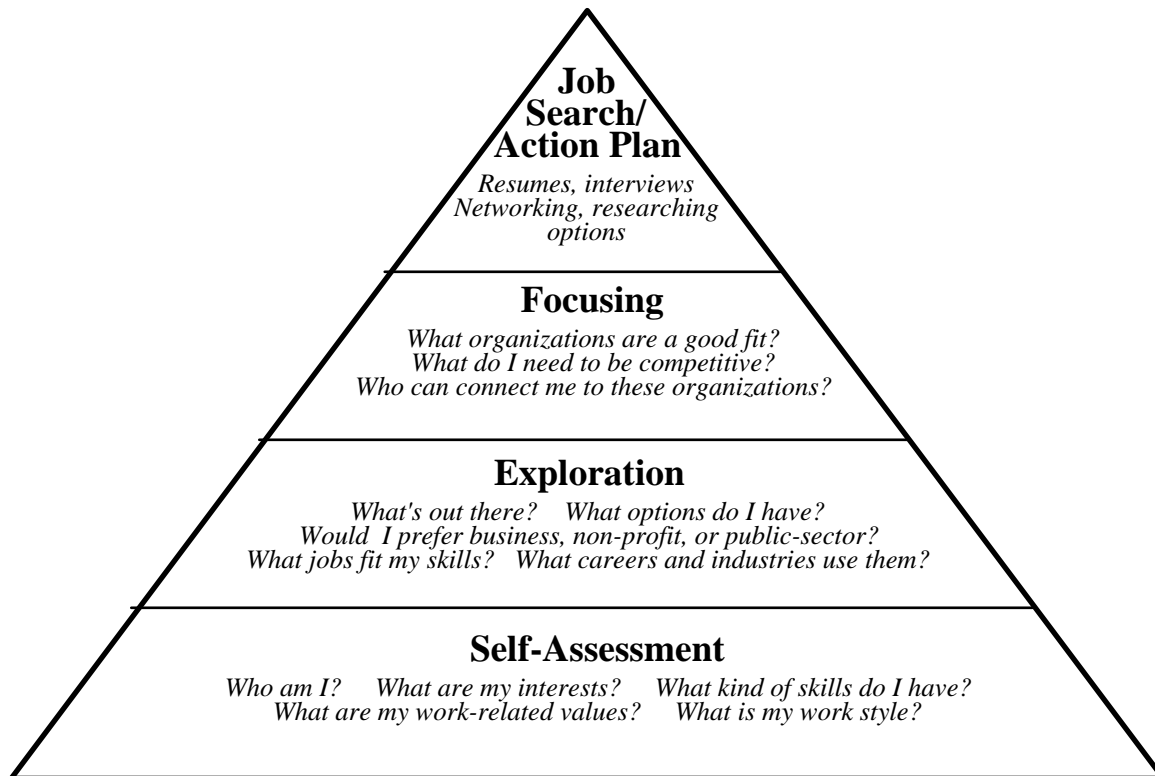 Job
Search/
Action Plan
Resumes, interviews
Networking, researching
options
Focusing
What organizations are a good fit?
What do I need to be competitive?
Who can connect me to these organizations?
Exploration
What's out there?    What options do I have?
Would  I prefer business, non-profit, or public-sector?
What jobs fit my skills?   What careers and industries use them?
Self-Assessment
Who am I?     What are my interests?     What kind of skills do I have?
What are my work-related values?     What is my work style?